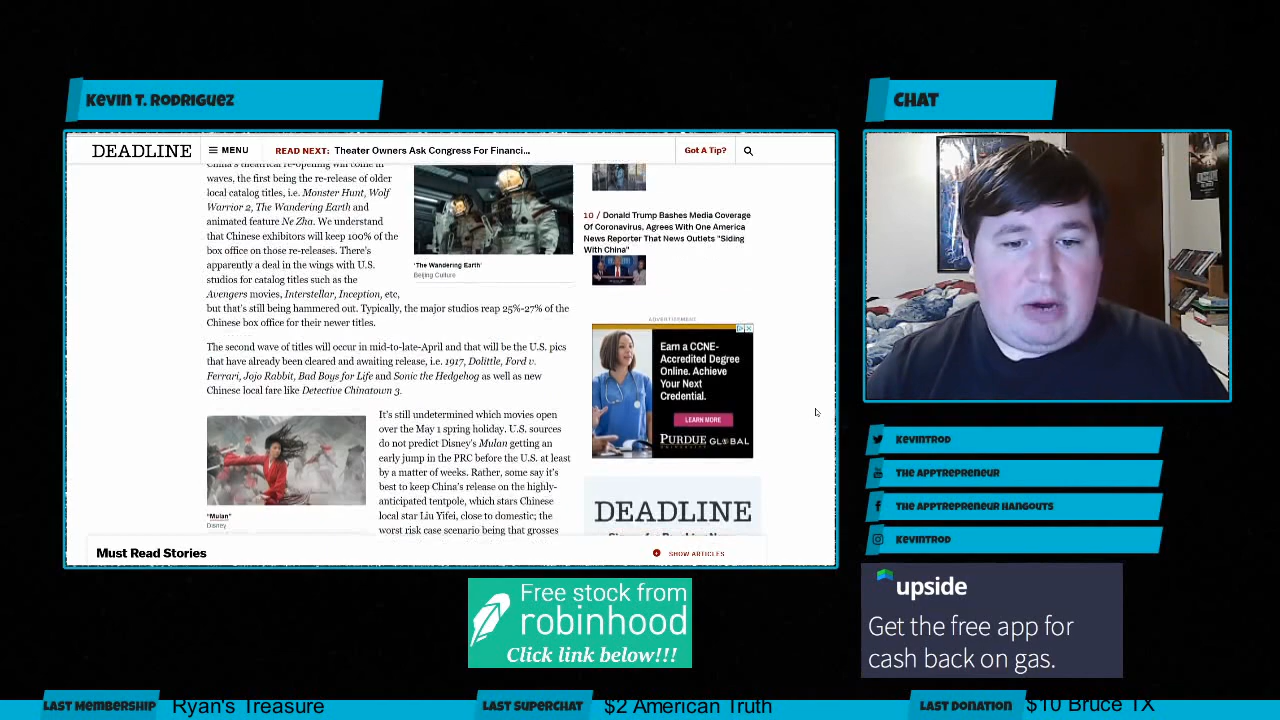 Kevin T. Rodriguez
CHAT
DEADLINE
MENU
READ NEXT: Theater Owners Ask Congress For Financi...
Got A Tip?
China's theatrical re-opening will come in
waves, the first being the re-release of older
local catalog titles, i.e. Monster Hunt, Wolf
Warrior 2, The Wandering Earth and
animated feature Ne Zha. We understand
that Chinese exhibitors will keep 100% of the
box office on those re-releases. There's
apparently a deal in the wings with U.S.
studios for catalog titles such as the
Avengers movies, Interstellar, Inception, etc,
but that's still being hammered out. Typically, the major studios reap 25%-27% of the
Chinese box office for their newer titles.
'The Wandering Earth'
Beijing Culture
The second wave of titles will occur in mid-to-late-April and that will be the U.S. pics
that have already been cleared and awaiting release, i.e. 1917, Dolittle, Ford v.
Ferrari, Jojo Rabbit, Bad Boys for Life and Sonic the Hedgehog as well as new
Chinese local fare like Detective Chinatown 3.
"Mulan"
Disney
It's still undetermined which movies open
over the May 1 spring holiday. U.S. sources
do not predict Disney's Mulan getting an
early jump in the PRC before the U.S. at least
by a matter of weeks. Rather, some say it's
best to keep China's release on the highly-
anticipated tentpole, which stars Chinese
local star Liu Yifei, close to domestic; the
worst risk case scenario being that grosses
10 / Donald Trump Bashes Media Coverage
Of Coronavirus, Agrees With One America
News Reporter That News Outlets "Siding
With China"
ADVERTISEMENT
Earn a CCNE-
Accredited Degree
Online. Achieve
Your Next
Credential.
LEARN MORE
PURDUE GLOBAL
UNIVERSITY
DEADLINE
Must Read Stories
SHOW ARTICLES
KevinTRod
The Apptrepreneur
The Apptrepreneur Hangouts
KevinTRod
Free stock from
robinhood
Click link below!!!
upside
Get the free app for
cash back on gas.
LAST MEMBERSHIP
Ryan's Treasure
LAST SUPERCHAT
$2 American Truth
LAST DONATION
$10 Bruce TX